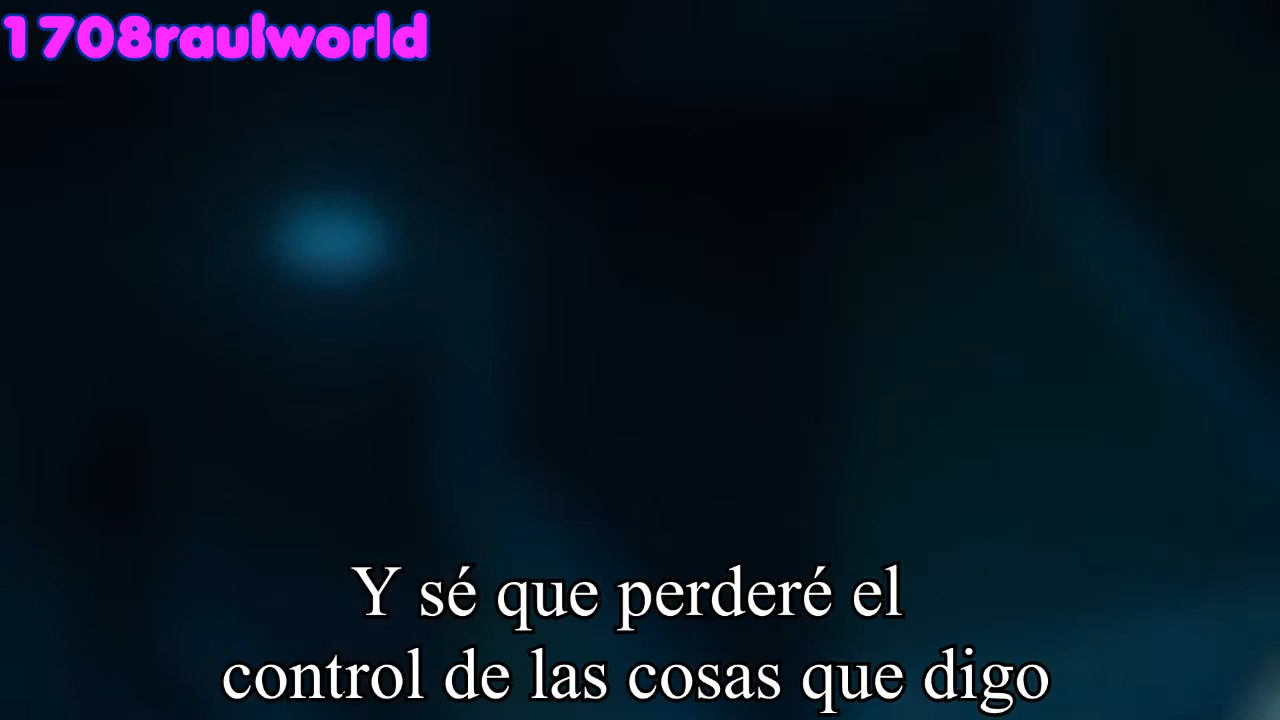 1708raulworld
Y sé que perderé el
control de las cosas que digo